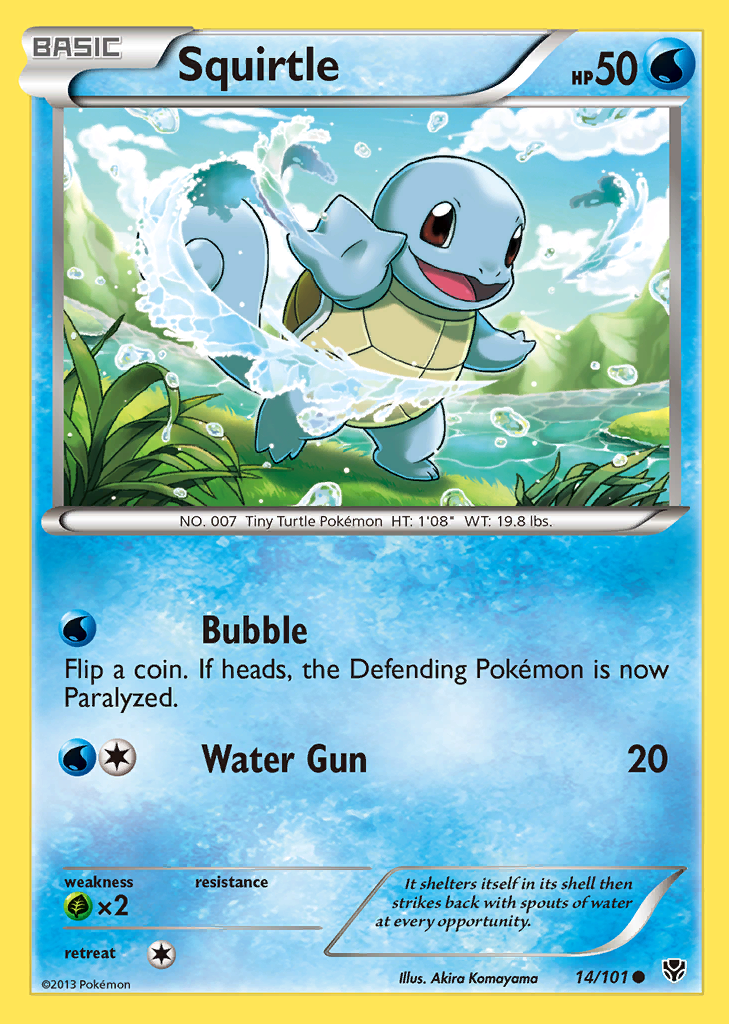 BASIC
Squirtle
HP50
NO. 007 Tiny Turtle Pokémon HT: 1'08" WT: 19.8 lbs.
Bubble
Flip a coin. If heads, the Defending Pokémon is now
Paralyzed.
Water Gun 20
weakness resistance
×2
It shelters itself in its shell then
strikes back with spouts of water
at every opportunity.
retreat
©2013 Pokémon
Illus. Akira Komayama
14/101